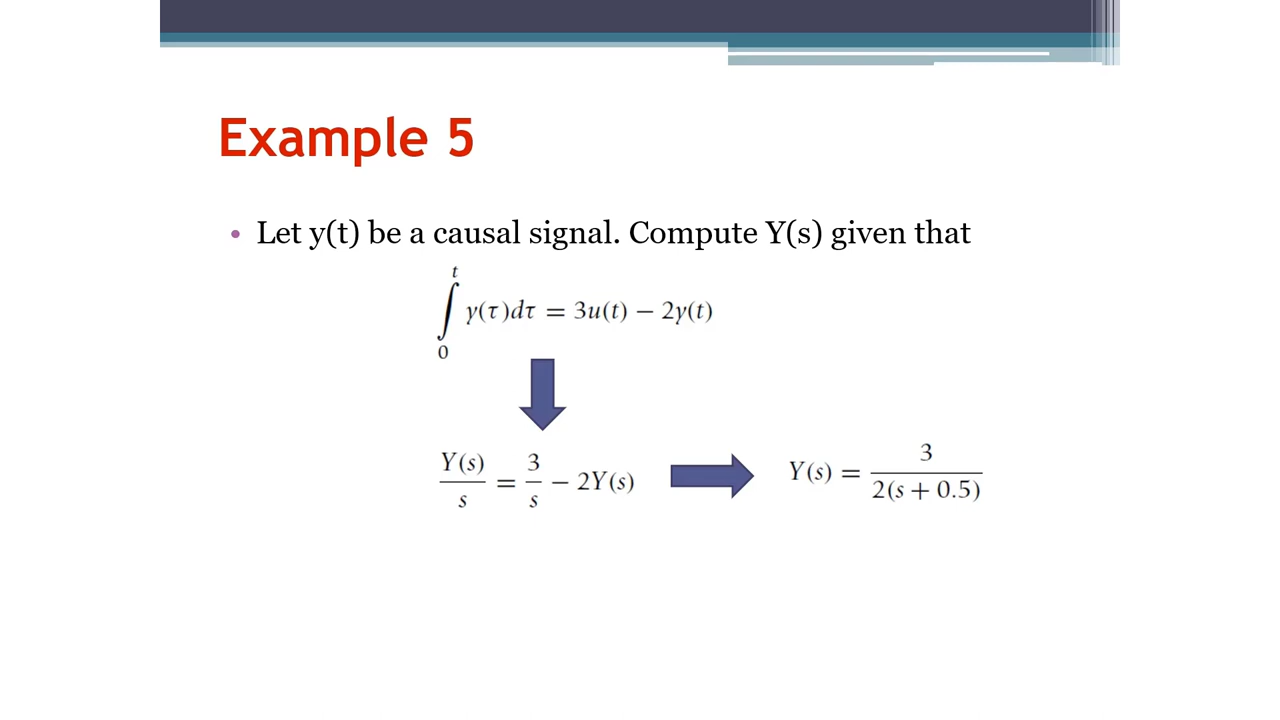 Example 5
• Let y(t) be a causal signal. Compute Y(s) given that
∫₀ᵗ y(τ)dτ = 3u(t) − 2y(t)
Y(s)/s = 3/s − 2Y(s)
Y(s) = 3/2(s + 0.5)